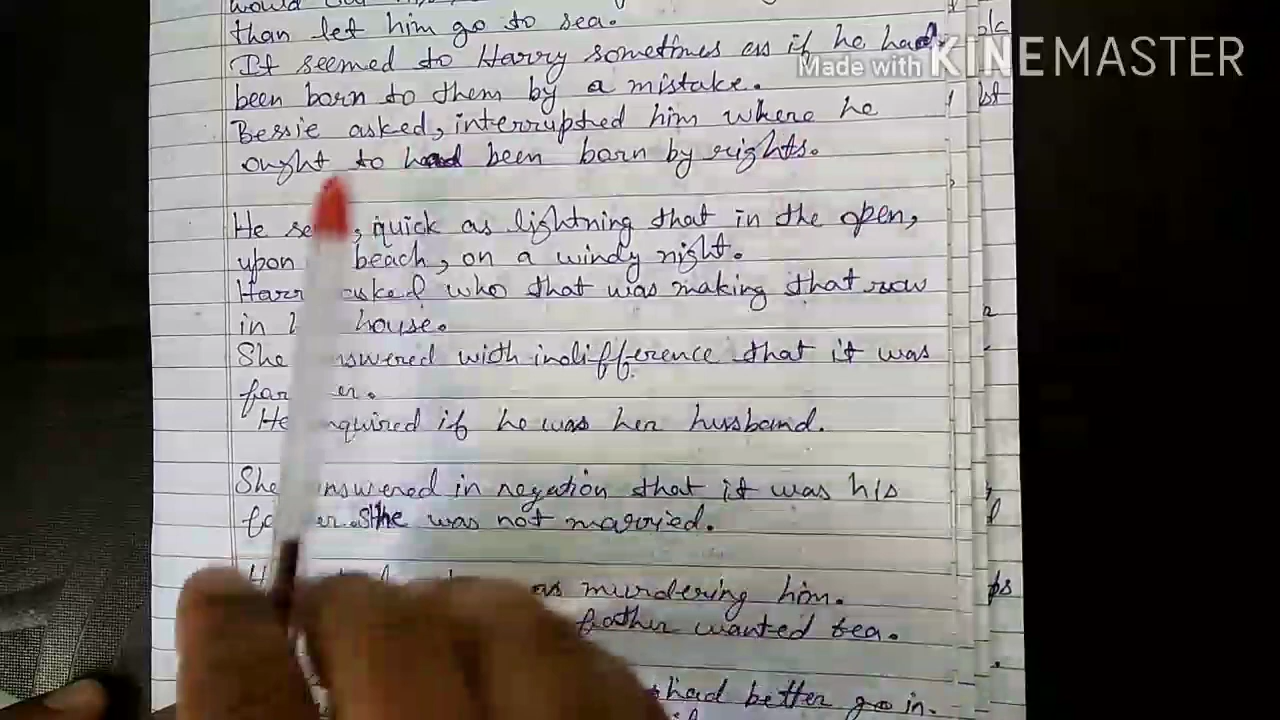 than let him go to sea.
It seemed to Harry sometimes as if he had
Made with KINEMASTER
been born to them by a mistake.
Bessie asked, interrupted him where he
ought to had been born by rights.
He , quick as lightning that in the open,
upon beach, on a windy night.
Harr asked who that was making that row
in house.
She answered with indifference that it was
He nquired if he was her husband.
She answered in negation that it was his
She was not married.
as murdering him.
father wanted tea.
had better go in.